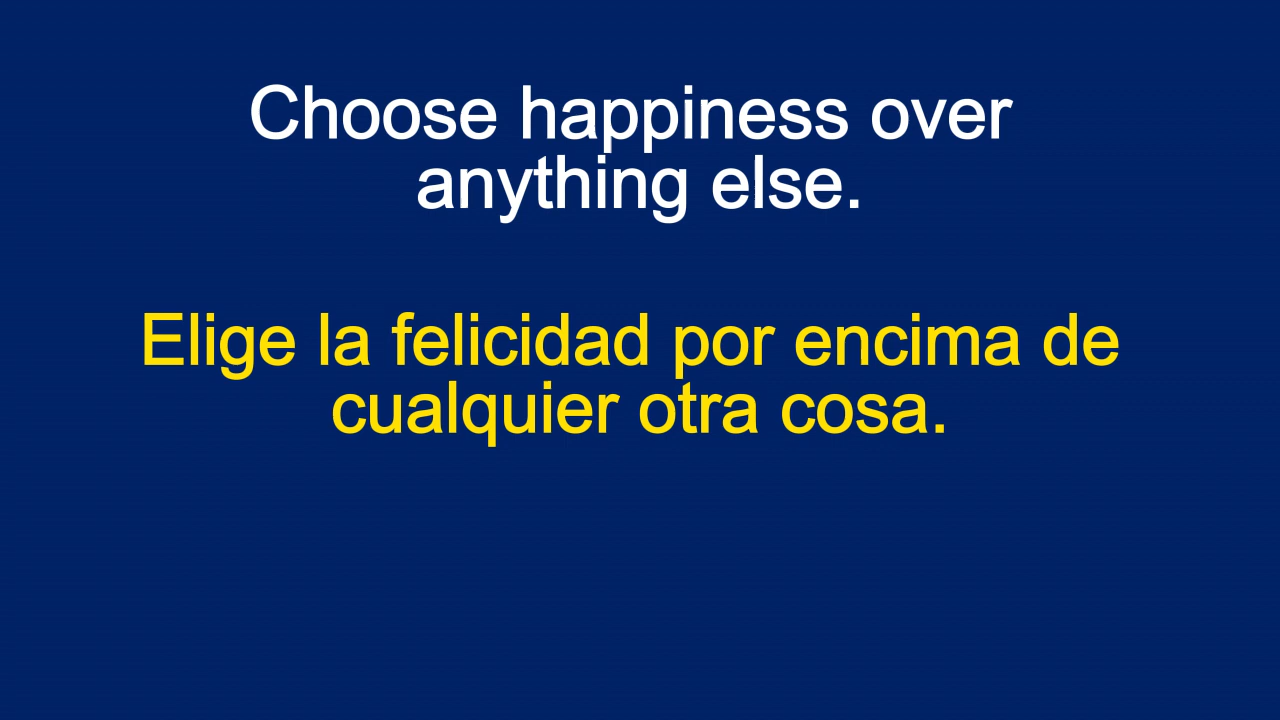 Choose happiness over
anything else.
Elige la felicidad por encima de
cualquier otra cosa.